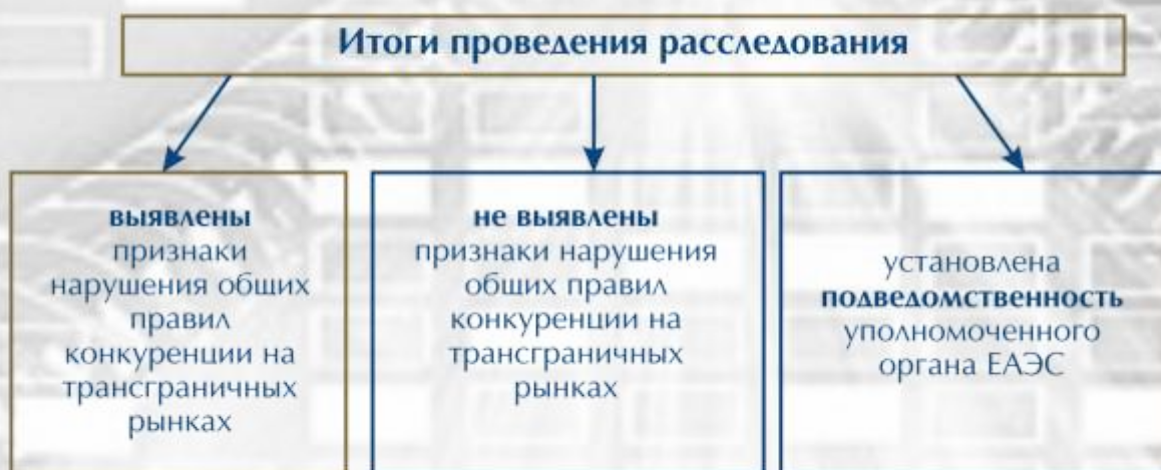 Итоги проведения расследования
выявлены
признаки
нарушения общих
правил
конкуренции на
трансграничных
рынках
не выявлены
признаки нарушения
общих правил
конкуренции на
трансграничных
рынках
установлена
подведомственность
уполномоченного
органа ЕАЭС